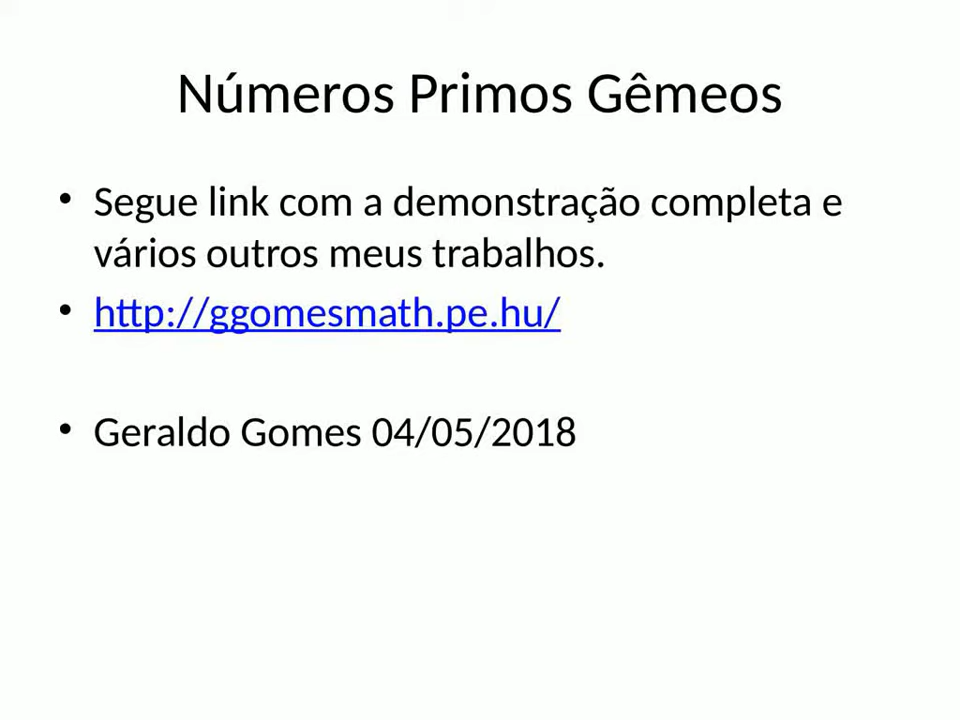 Números Primos Gêmeos
• Segue link com a demonstração completa e
vários outros meus trabalhos.
• http://ggomesmath.pe.hu/
• Geraldo Gomes 04/05/2018